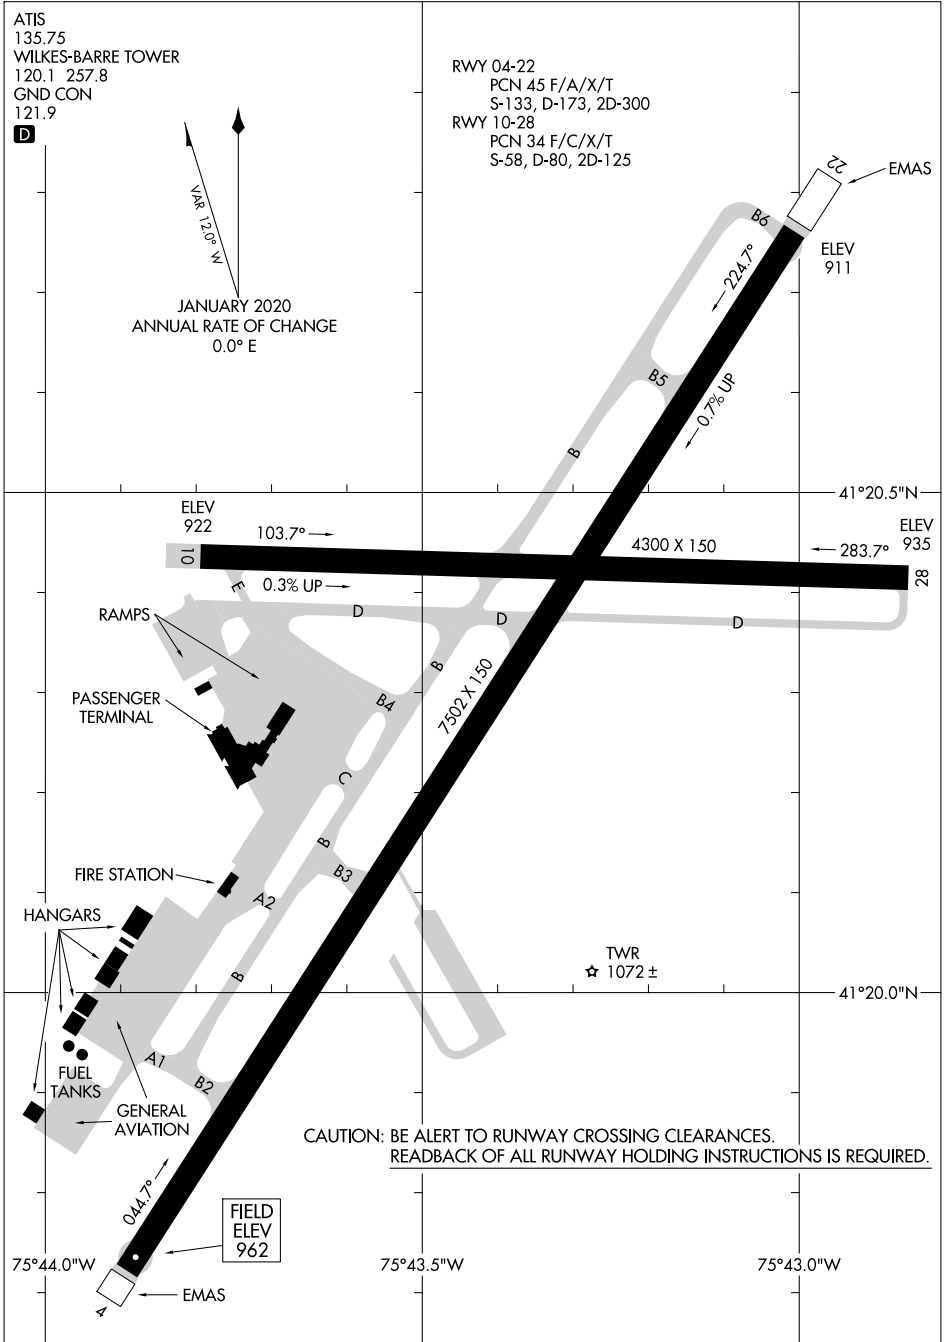 ATIS
135.75
WILKES-BARRE TOWER
120.1 257.8
GND CON
121.9
D
RWY 04-22
PCN 45 F/A/X/T
S-133, D-173, 2D-300
RWY 10-28
PCN 34 F/C/X/T
S-58, D-80, 2D-125
VAR 12.0° W
JANUARY 2020
ANNUAL RATE OF CHANGE
0.0° E
22
EMAS
B6
ELEV
911
224.7°
B5
0.7% UP
B
41°20.5"N
ELEV
922
103.7°
4300 X 150
ELEV
935
283.7°
10
28
0.3% UP
E
D
D
D
RAMPS
B
7502 X 150
PASSENGER
TERMINAL
B4
C
B
B3
FIRE STATION
A2
HANGARS
B
TWR
1072 ±
41°20.0"N
A1
B2
FUEL
TANKS
GENERAL
AVIATION
CAUTION: BE ALERT TO RUNWAY CROSSING CLEARANCES.
READBACK OF ALL RUNWAY HOLDING INSTRUCTIONS IS REQUIRED.
044.7°
FIELD
ELEV
962
75°44.0"W
75°43.5"W
75°43.0"W
EMAS
4